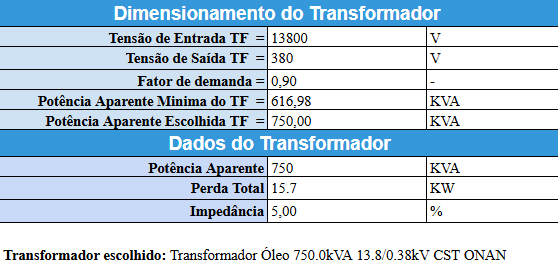 Dimensionamento do Transformador
Tensão de Entrada TF = 13800 V
Tensão de Saída TF = 380 V
Fator de demanda = 0,90 -
Potência Aparente Minima do TF = 616,98 KVA
Potência Aparente Escolhida TF = 750,00 KVA
Dados do Transformador
Potência Aparente 750 KVA
Perda Total 15.7 KW
Impedância 5,00 %
Transformador escolhido: Transformador Óleo 750.0kVA 13.8/0.38kV CST ONAN